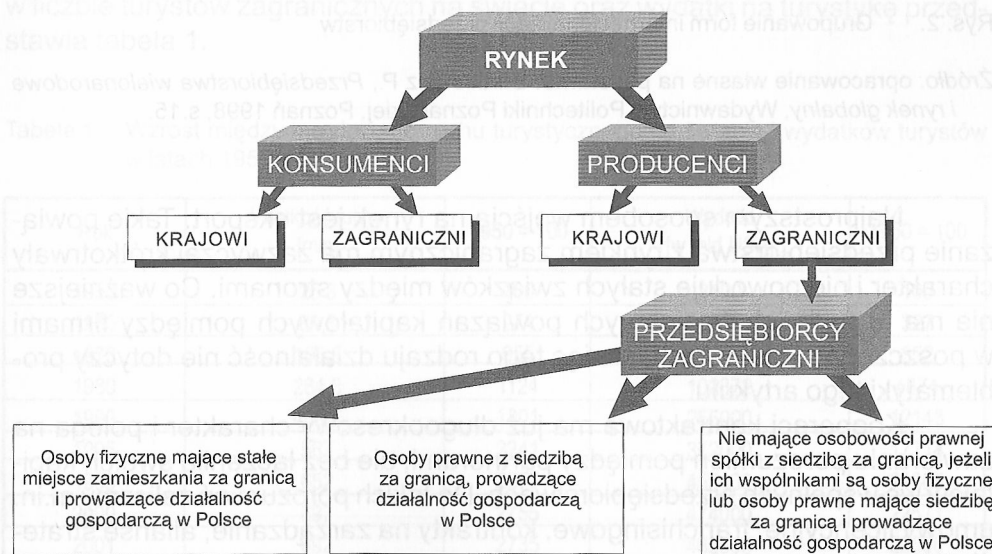 RYNEK
KONSUMENCI
PRODUCENCI
KRAJOWI
ZAGRANICZNI
KRAJOWI
ZAGRANICZNI
PRZEDSIĘBIORCY
ZAGRANICZNI
Osoby fizyczne mające stałe
miejsce zamieszkania za granicą
i prowadzące działalność
gospodarczą w Polsce
Osoby prawne z siedzibą
za granicą, prowadzące
działalność gospodarczą
w Polsce
Nie mające osobowości prawnej
spółki z siedzibą za granicą, jeżeli
ich wspólnikami są osoby fizyczne
lub osoby prawne mające siedzibę
za granicą i prowadzące
działalność gospodarczą w Polsce